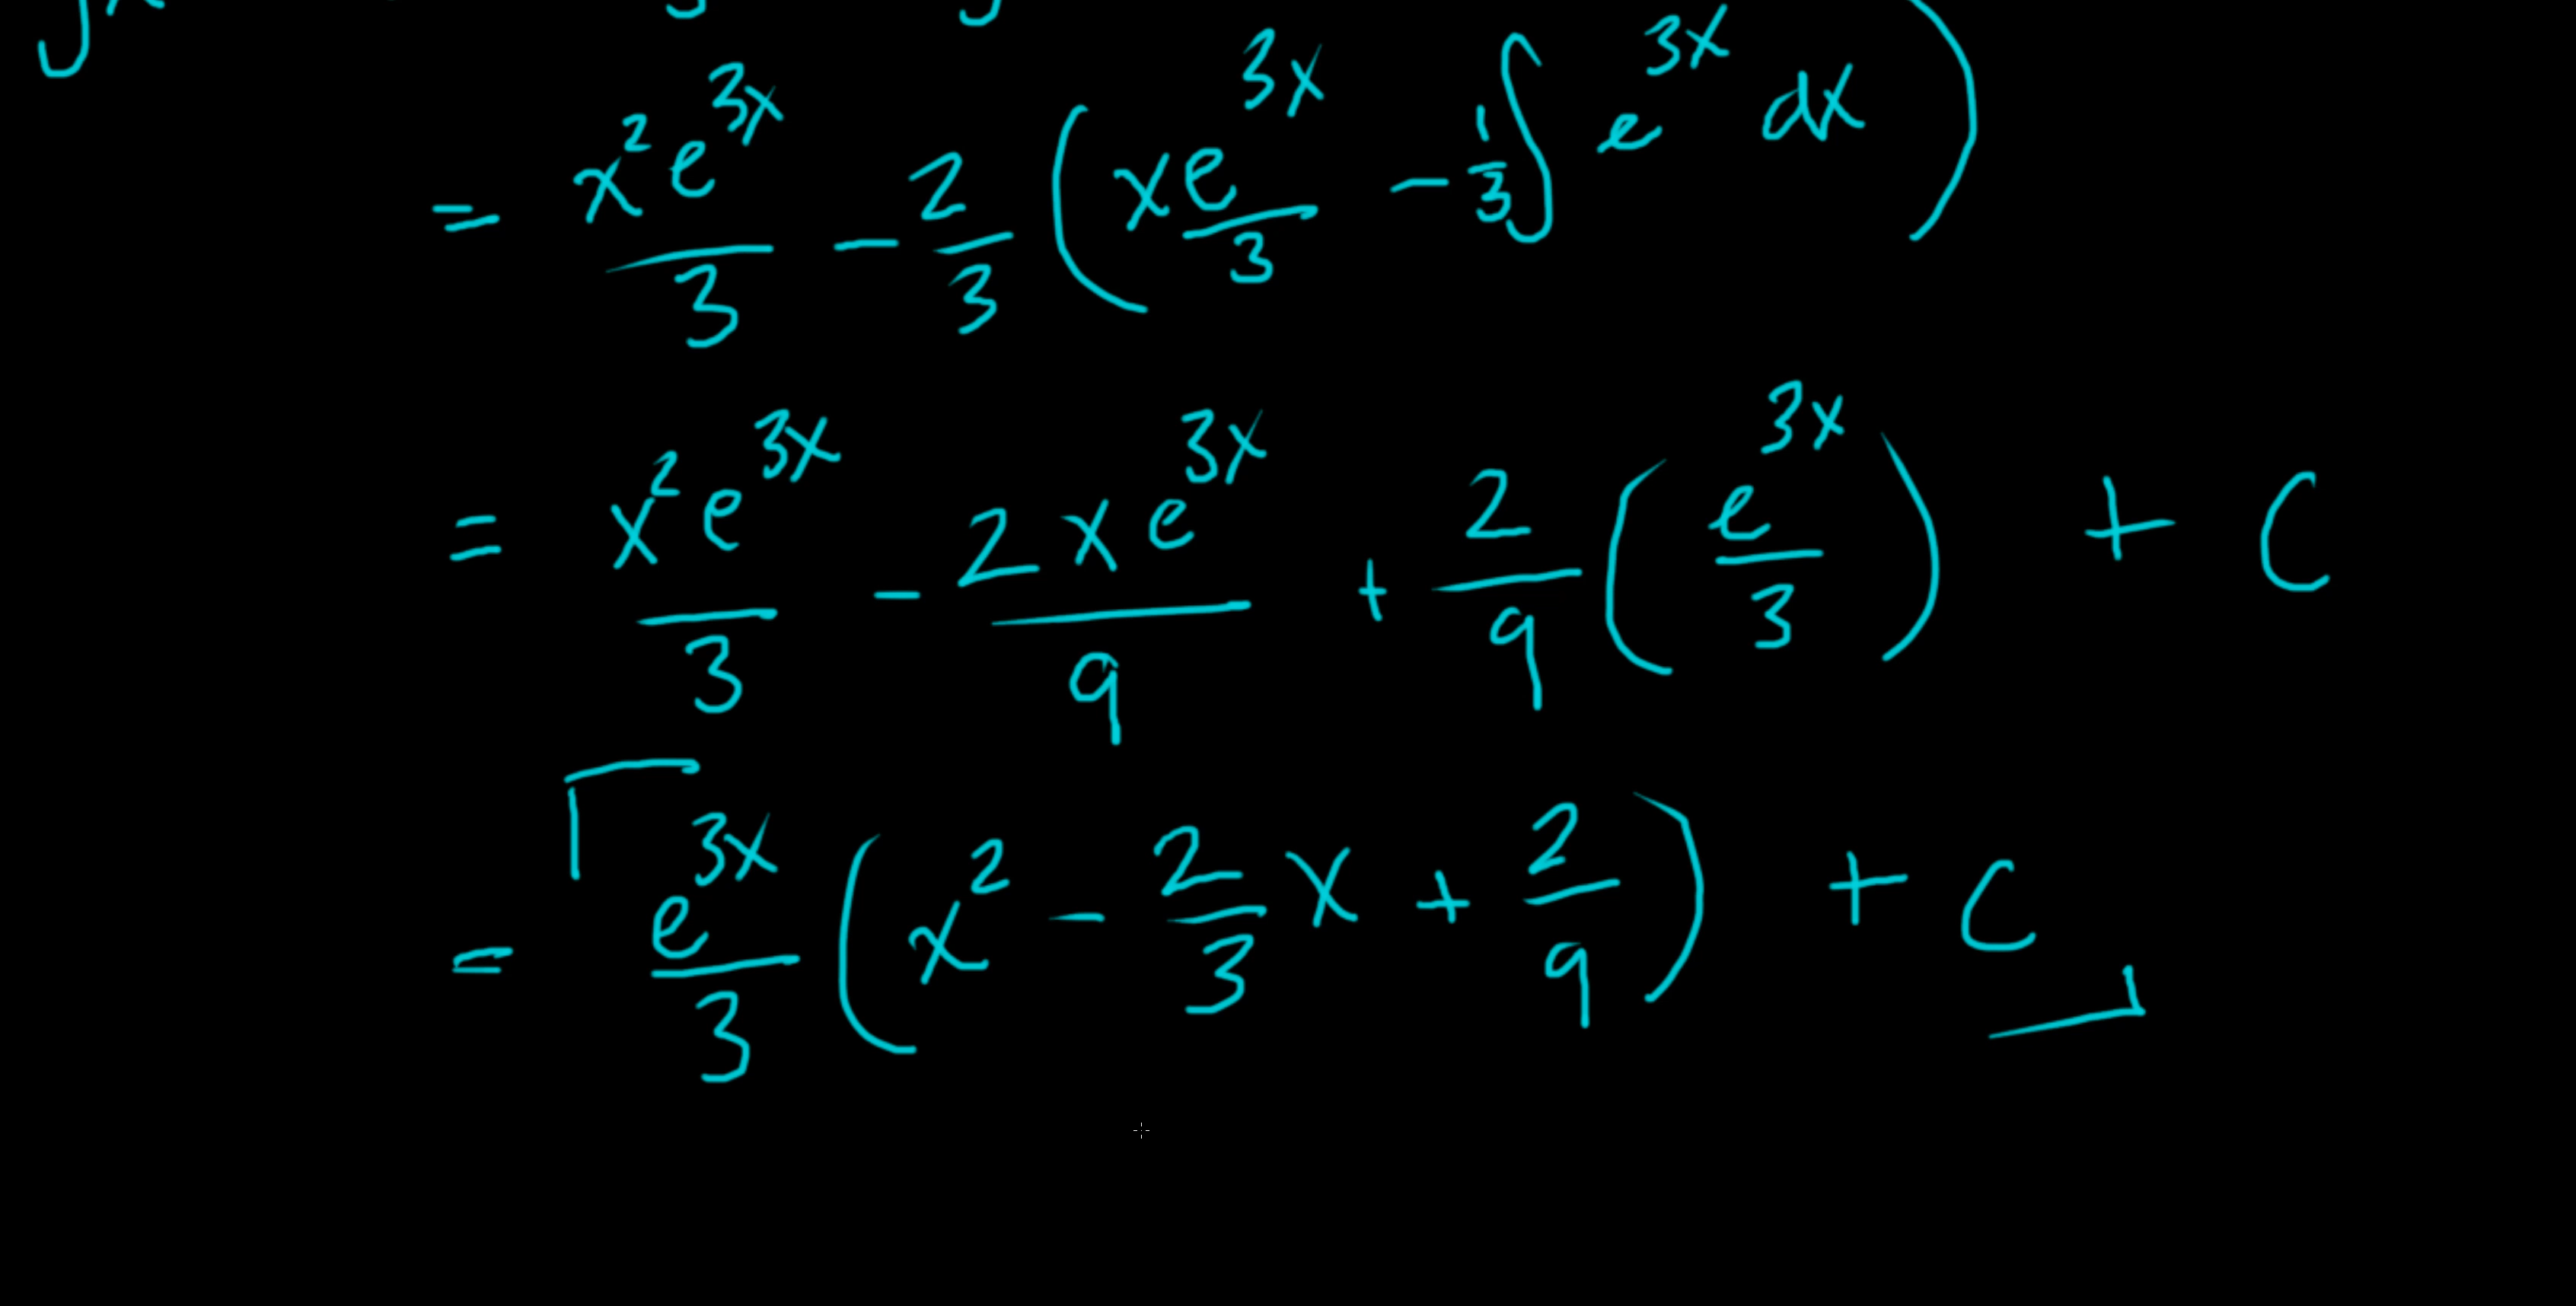 = x²e^{3x}/3 - 2/3 (x e^{3x}/3 - 1/3 ∫ e^{3x} dx)
= x²e^{3x}/3 - 2xe^{3x}/9 + 2/9 (e^{3x}/3) + C
= e^{3x}/3 (x² - 2/3 x + 2/9) + C